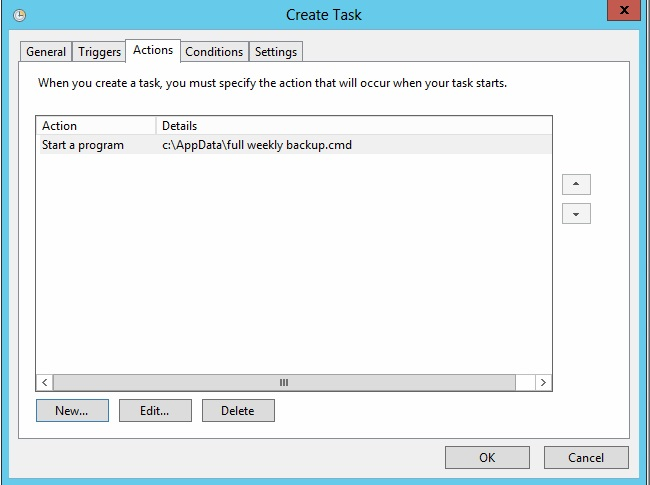 Create Task
x
General Triggers Actions Conditions Settings
When you create a task, you must specify the action that will occur when your task starts.
Action Details
Start a program c:\AppData\full weekly backup.cmd
New... Edit... Delete
OK Cancel